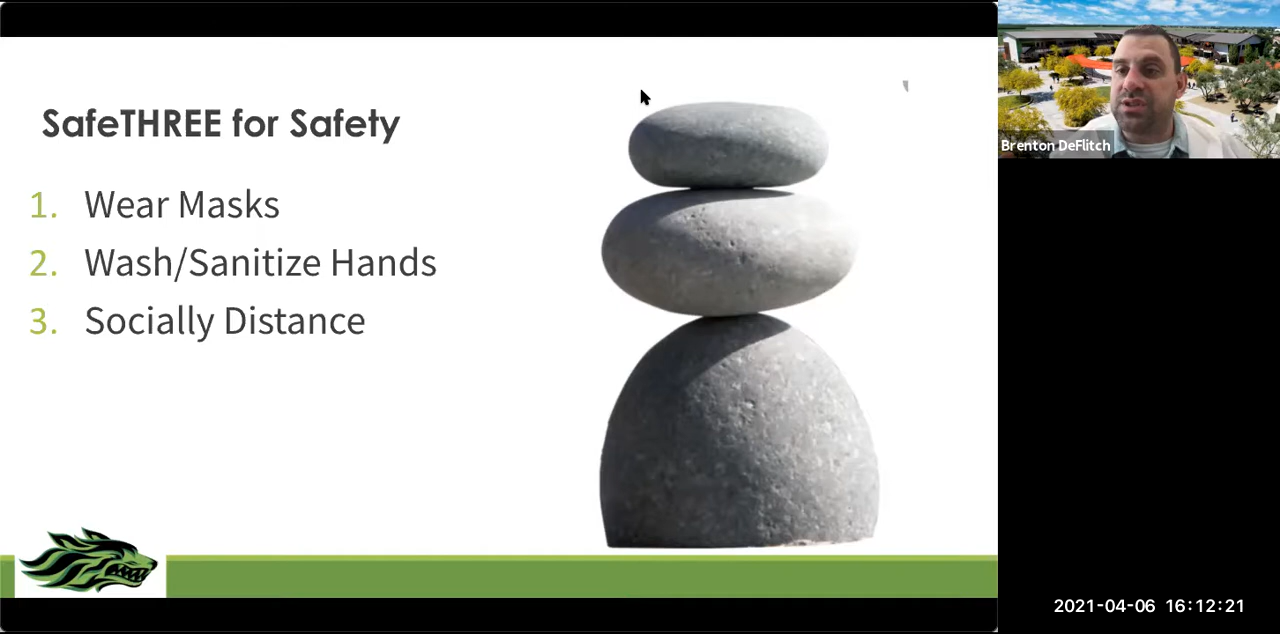 SafeTHREE for Safety
1. Wear Masks
2. Wash/Sanitize Hands
3. Socially Distance
Brenton DeFlitch
2021-04-06 16:12:21